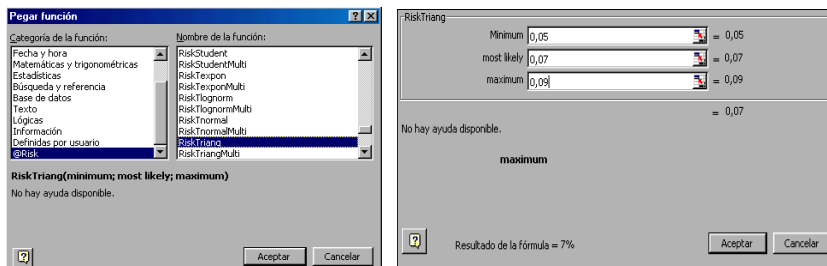 Pegar función
Categoría de la función:
Fecha y hora
Matemáticas y trigonométricas
Estadísticas
Búsqueda y referencia
Base de datos
Texto
Lógicas
Información
Definidas por usuario
@Risk
Nombre de la función:
RiskStudent
RiskStudentMulti
RiskTexpon
RiskTexponMulti
RiskTlognorm
RiskTlognormMulti
RiskTnormal
RiskTnormalMulti
RiskTriang
RiskTriangMulti
RiskTriang(minimum; most likely; maximum)
No hay ayuda disponible.
Aceptar Cancelar
RiskTriang
Minimum 0,05 = 0,05
most likely 0,07 = 0,07
maximum 0,09 = 0,09
= 0,07
No hay ayuda disponible.
maximum
Resultado de la fórmula = 7%
Aceptar Cancelar